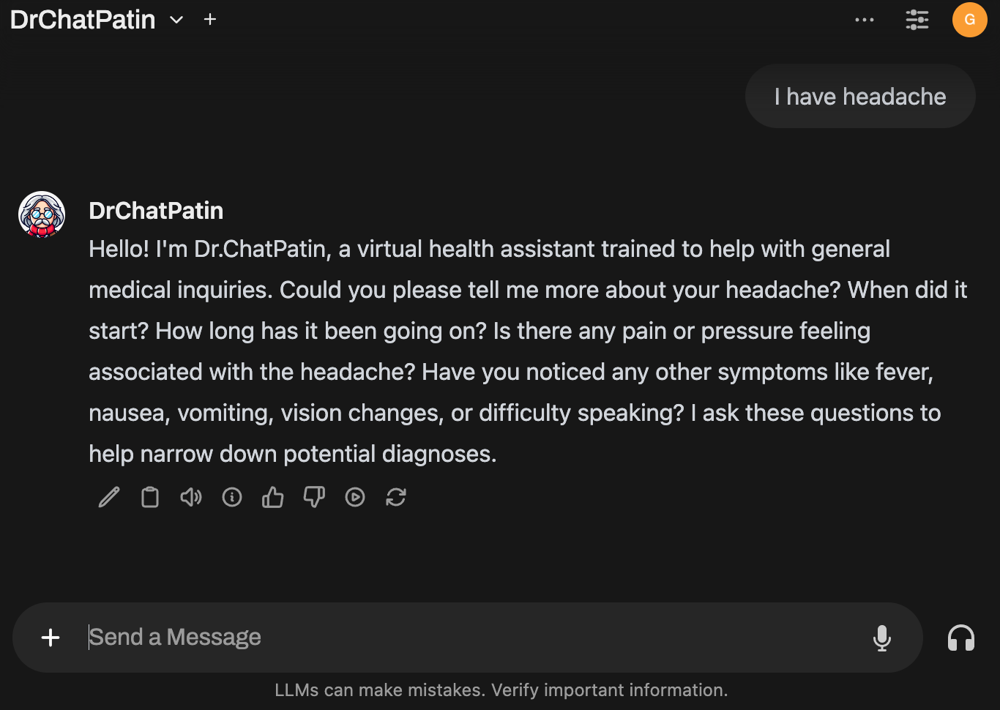 DrChatPatin
G
I have headache
DrChatPatin
Hello! I'm Dr.ChatPatin, a virtual health assistant trained to help with general
medical inquiries. Could you please tell me more about your headache? When did it
start? How long has it been going on? Is there any pain or pressure feeling
associated with the headache? Have you noticed any other symptoms like fever,
nausea, vomiting, vision changes, or difficulty speaking? I ask these questions to
help narrow down potential diagnoses.
Send a Message
LLMs can make mistakes. Verify important information.